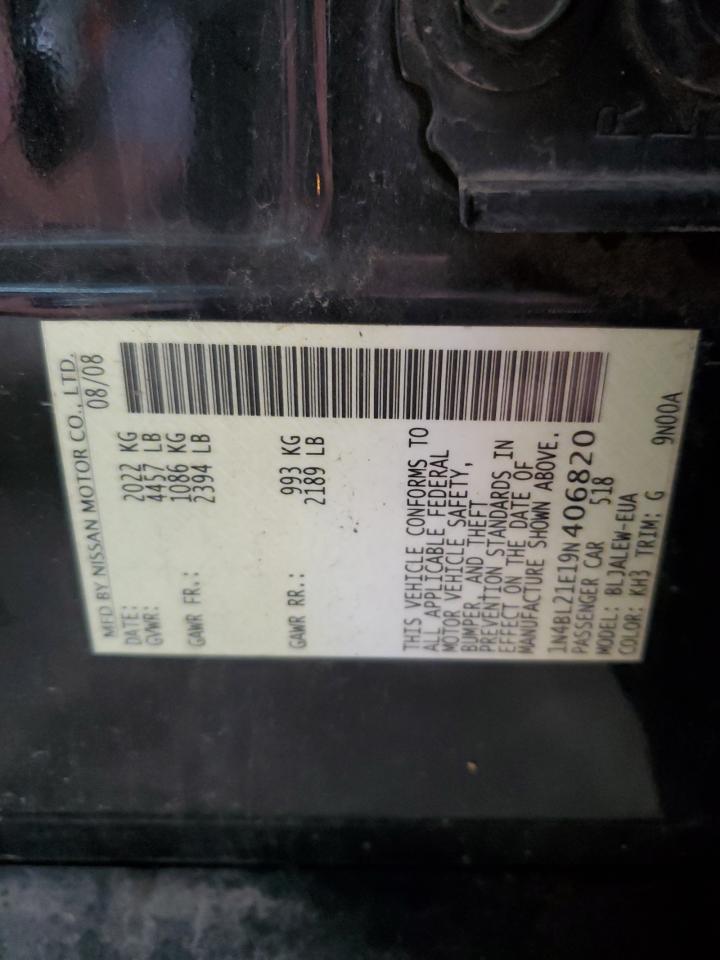 MFD BY NISSAN MOTOR CO., LTD.
DATE: 08/08
GVWR: 2022 KG
4457 LB
GAWR FR.: 1086 KG
2394 LB
GAWR RR.: 993 KG
2189 LB
THIS VEHICLE CONFORMS TO
ALL APPLICABLE FEDERAL
MOTOR VEHICLE SAFETY,
BUMPER, AND THEFT
PREVENTION STANDARDS IN
EFFECT ON THE DATE OF
MANUFACTURE SHOWN ABOVE.
1N4BL21E19N406820
PASSENGER CAR 518
MODEL: BLJALEW-EUA
COLOR: KH3 TRIM: G 9N00A